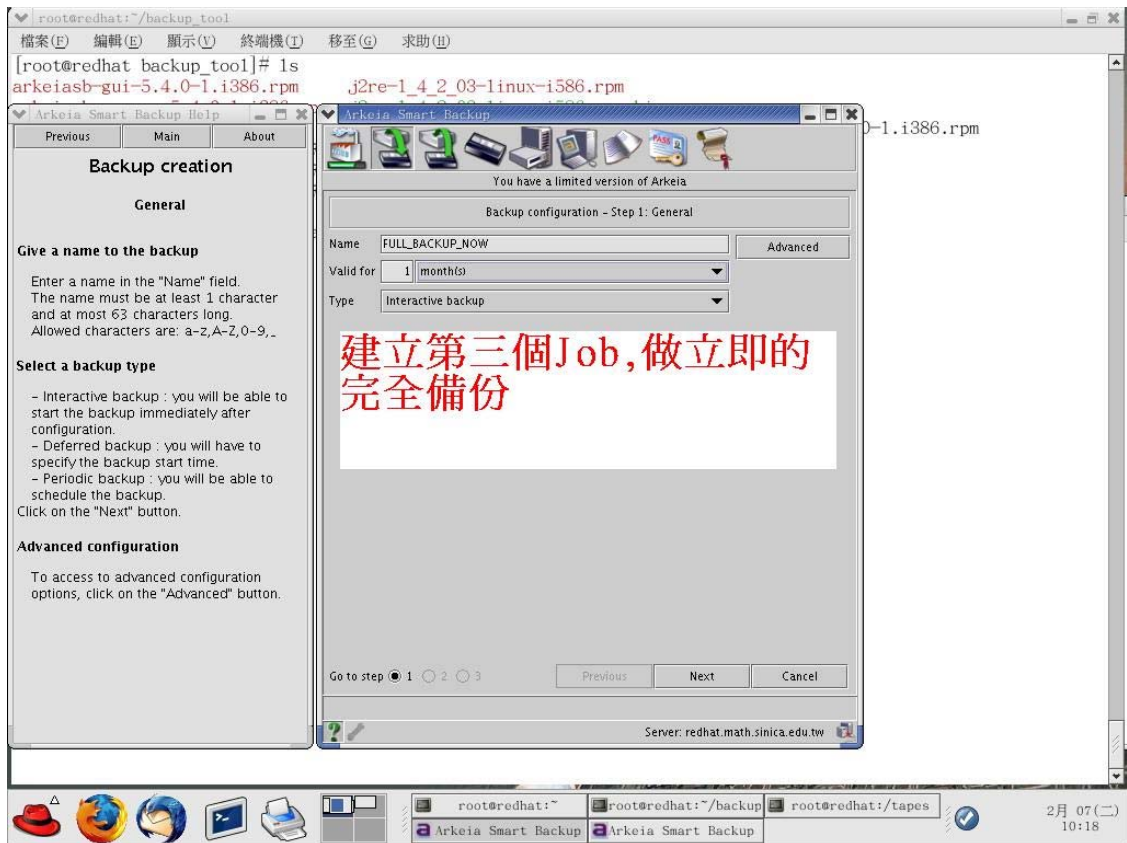 root@redhat:~/backup_tool
檔案(F) 編輯(E) 顯示(V) 終端機(T) 移至(G) 求助(H)
[root@redhat backup_tool]# ls
arkeiasb-gui-5.4.0-1.i386.rpm j2re-1_4_2_03-linux-i586.rpm
0-1.i386.rpm
Arkeia Smart Backup Help
Previous Main About
Backup creation
General
Give a name to the backup
Enter a name in the "Name" field.
The name must be at least 1 character
and at most 63 characters long.
Allowed characters are: a-z,A-Z,0-9,_
Select a backup type
- Interactive backup : you will be able to
start the backup immediately after
configuration.
- Deferred backup : you will have to
specify the backup start time.
- Periodic backup : you will be able to
schedule the backup.
Click on the "Next" button.
Advanced configuration
To access to advanced configuration
options, click on the "Advanced" button.
Arkeia Smart Backup
You have a limited version of Arkeia
Backup configuration - Step 1: General
Name FULL_BACKUP_NOW Advanced
Valid for 1 month(s)
Type Interactive backup
建立第三個Job,做立即的
完全備份
Go to step 1 2 3 Previous Next Cancel
Server: redhat.math.sinica.edu.tw
root@redhat:~ root@redhat:~/backup root@redhat:/tapes
Arkeia Smart Backup Arkeia Smart Backup
2月 07(二)
10:18